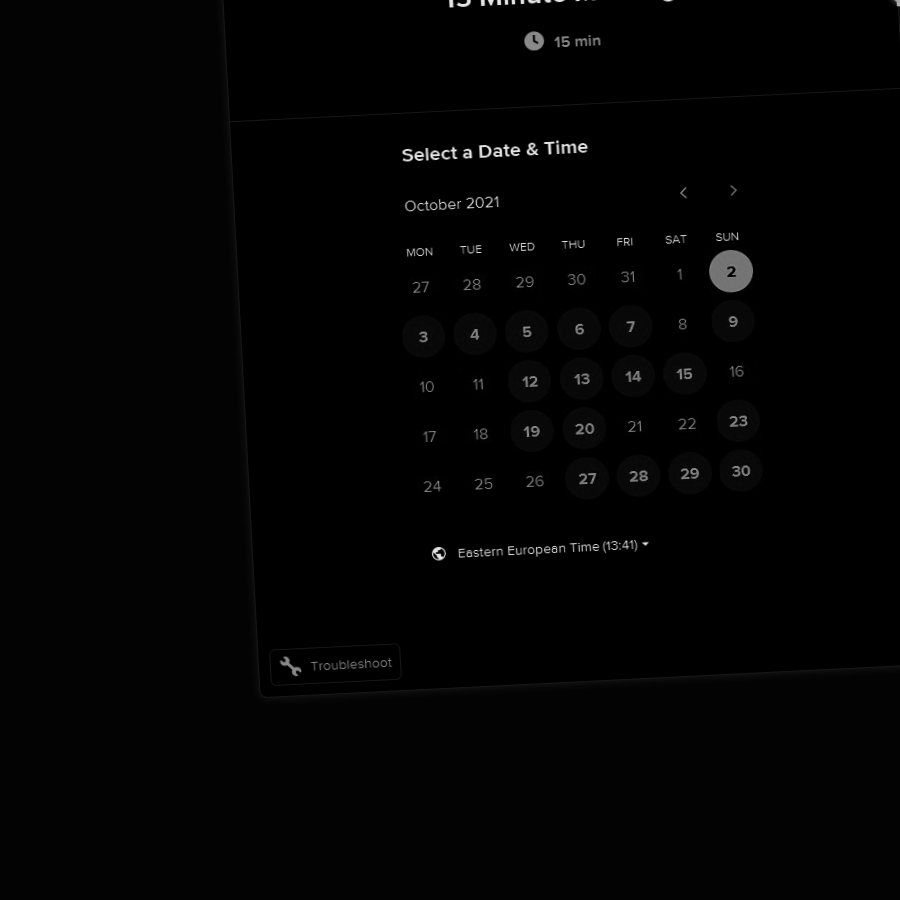 15 Minute
15 min
Select a Date & Time
October 2021
MON TUE WED THU FRI SAT SUN
27 28 29 30 31 1 2
3 4 5 6 7 8 9
10 11 12 13 14 15 16
17 18 19 20 21 22 23
24 25 26 27 28 29 30
Eastern European Time (13:41)
Troubleshoot